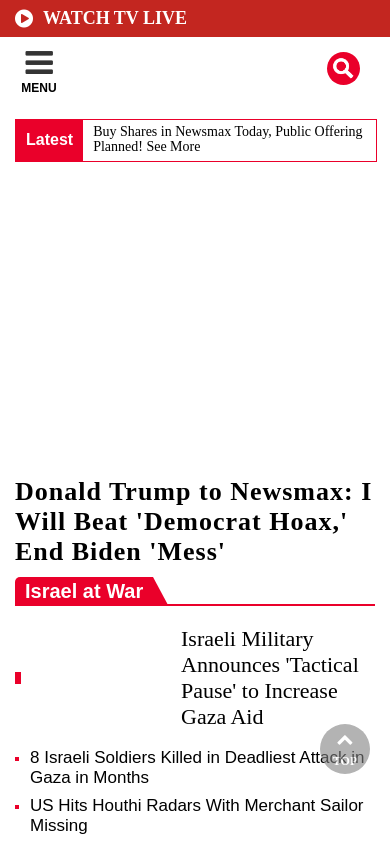 WATCH TV LIVE
MENU
Latest
Buy Shares in Newsmax Today, Public Offering
Planned! See More
Donald Trump to Newsmax: I
Will Beat 'Democrat Hoax,'
End Biden 'Mess'
Israel at War
Israeli Military
Announces 'Tactical
Pause' to Increase
Gaza Aid
TOP
8 Israeli Soldiers Killed in Deadliest Attack in
Gaza in Months
US Hits Houthi Radars With Merchant Sailor
Missing